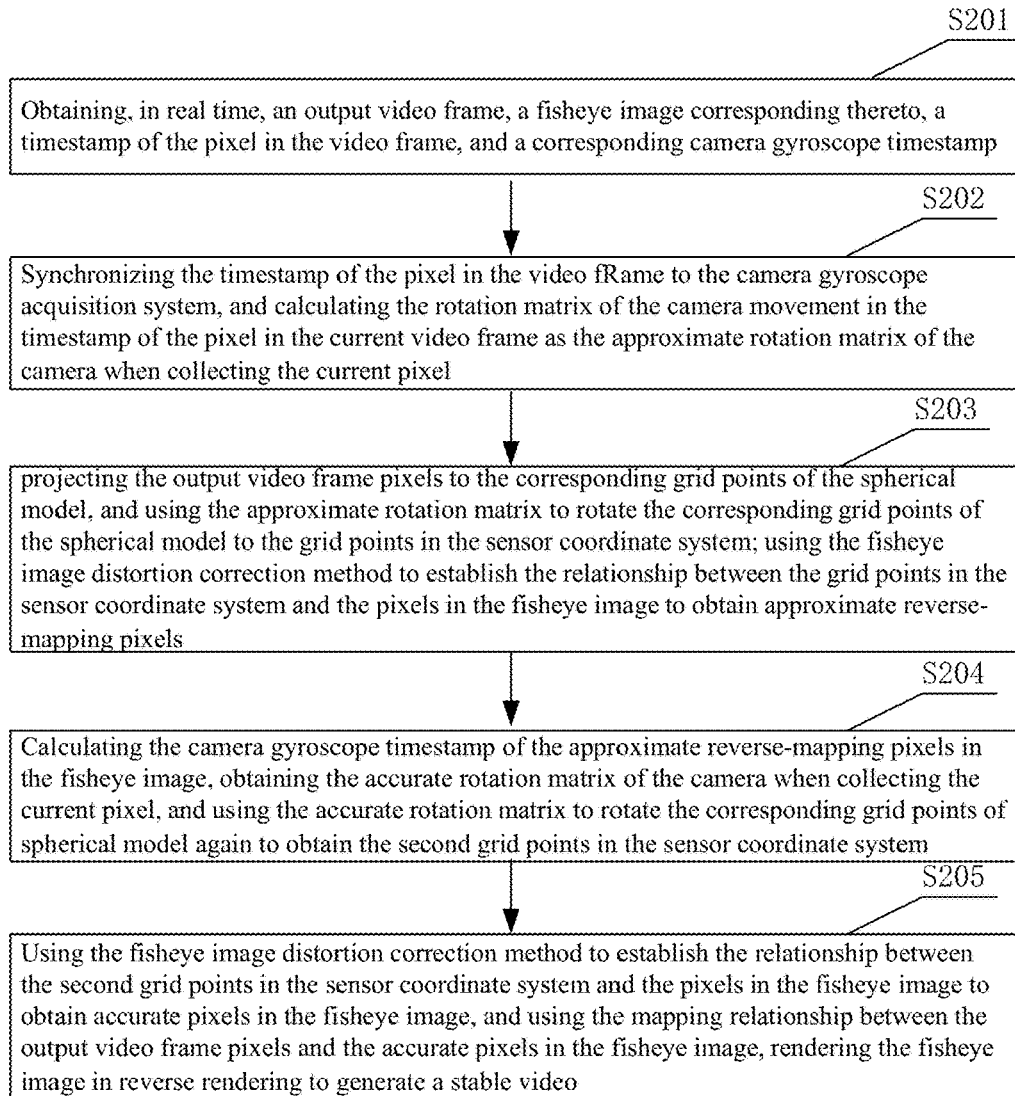 S201
Obtaining, in real time, an output video frame, a fisheye image corresponding thereto, a
timestamp of the pixel in the video frame, and a corresponding camera gyroscope timestamp
S202
Synchronizing the timestamp of the pixel in the video fRame to the camera gyroscope
acquisition system, and calculating the rotation matrix of the camera movement in the
timestamp of the pixel in the current video frame as the approximate rotation matrix of the
camera when collecting the current pixel
S203
projecting the output video frame pixels to the corresponding grid points of the spherical
model, and using the approximate rotation matrix to rotate the corresponding grid points of
the spherical model to the grid points in the sensor coordinate system; using the fisheye
image distortion correction method to establish the relationship between the grid points in the
sensor coordinate system and the pixels in the fisheye image to obtain approximate reverse-
mapping pixels
S204
Calculating the camera gyroscope timestamp of the approximate reverse-mapping pixels in
the fisheye image, obtaining the accurate rotation matrix of the camera when collecting the
current pixel, and using the accurate rotation matrix to rotate the corresponding grid points of
spherical model again to obtain the second grid points in the sensor coordinate system
S205
Using the fisheye image distortion correction method to establish the relationship between
the second grid points in the sensor coordinate system and the pixels in the fisheye image to
obtain accurate pixels in the fisheye image, and using the mapping relationship between the
output video frame pixels and the accurate pixels in the fisheye image, rendering the fisheye
image in reverse rendering to generate a stable video